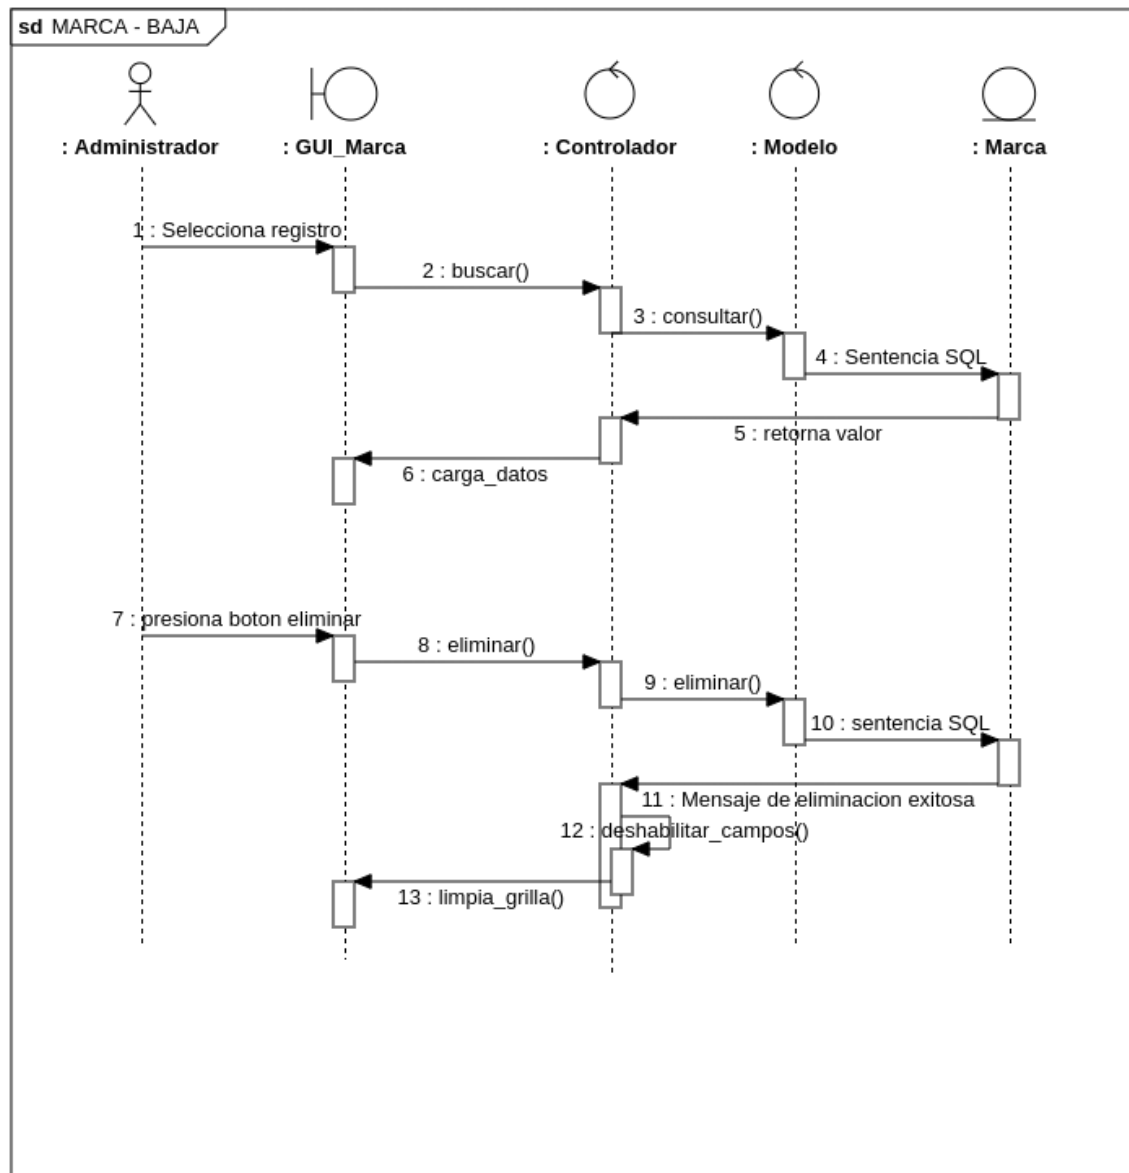 sd MARCA - BAJA
: Administrador
: GUI_Marca
: Controlador
: Modelo
: Marca
1 : Selecciona registro
2 : buscar()
3 : consultar()
4 : Sentencia SQL
5 : retorna valor
6 : carga_datos
7 : presiona boton eliminar
8 : eliminar()
9 : eliminar()
10 : sentencia SQL
11 : Mensaje de eliminacion exitosa
12 : deshabilitar_campos()
13 : limpia_grilla()